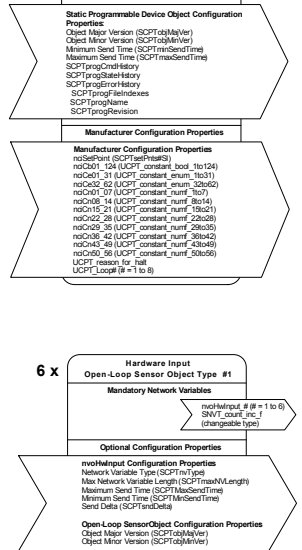 Static Programmable Device Object Configuration
Properties:
Object Major Version (SCPTobjMajVer)
Object Minor Version (SCPTobjMinVer)
Minimum Send Time (SCPTminSendTime)
Maximum Send Time (SCPTmaxSendTime)
SCPTprogCmdHistory
SCPTprogStateHistory
SCPTprogErrorHistory
SCPTprogFileIndexes
SCPTprogName
SCPTprogRevision
Manufacturer Configuration Properties
Manufacturer Configuration Properties
nciSetPoint (SCPTsetPnts#SI)
nciCb01_124 (UCPT_constant_bool_1to124)
nciCe01_31 (UCPT_constant_enum_1to31)
nciCe32_62 (UCPT_constant_enum_32to62)
nciCn01_07 (UCPT_constant_numf_1to7)
nciCn08_14 (UCPT_constant_numf_8to14)
nciCn15_21 (UCPT_constant_numf_15to21)
nciCn22_28 (UCPT_constant_numf_22to28)
nciCn29_35 (UCPT_constant_numf_29to35)
nciCn36_42 (UCPT_constant_numf_36to42)
nciCn43_49 (UCPT_constant_numf_43to49)
nciCn50_56 (UCPT_constant_numf_50to56)
UCPT_reason_for_halt
UCPT_Loop# (# = 1 to 8)
6 x
Hardware Input
Open-Loop Sensor Object Type #1
Mandatory Network Variables
nvoHwInput_# (# = 1 to 6)
SNVT_count_inc_f
(changeable type)
Optional Configuration Properties
nvoHwInput Configuration Properties
Network Variable Type (SCPTnvType)
Max Network Variable Length (SCPTmaxNVLength)
Maximum Send Time (SCPTMaxSendTime)
Minimum Send Time (SCPTMinSendTime)
Send Delta (SCPTsndDelta)
Open-Loop SensorObject Configuration Properties
Object Major Version (SCPTobjMajVer)
Object Minor Version (SCPTobjMinVer)